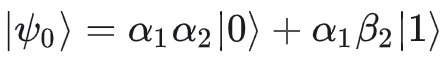 |ψ₀⟩ = α₁α₂|0⟩ + α₁β₂|1⟩